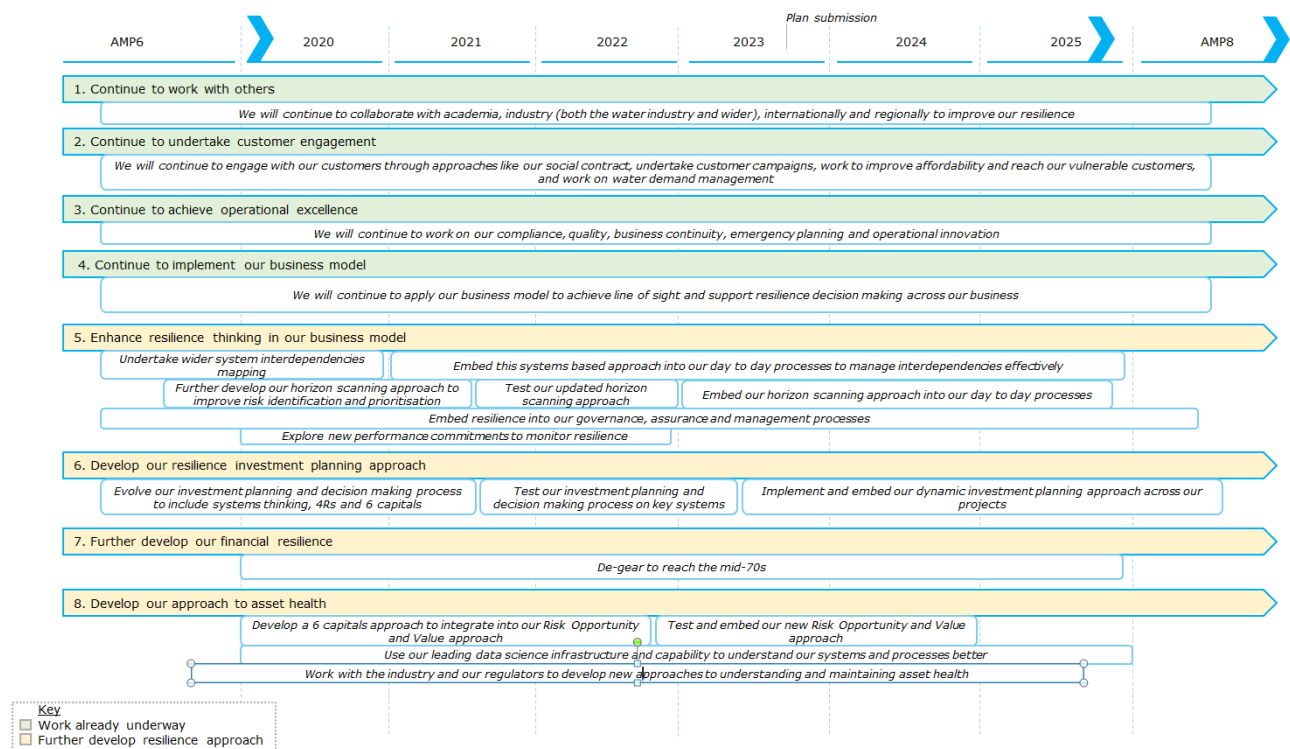 Plan submission
AMP6 2020 2021 2022 2023 2024 2025 AMP8
1. Continue to work with others
We will continue to collaborate with academia, industry (both the water industry and wider), internationally and regionally to improve our resilience
2. Continue to undertake customer engagement
We will continue to engage with our customers through approaches like our social contract, undertake customer campaigns, work to improve affordability and reach our vulnerable customers,
and work on water demand management
3. Continue to achieve operational excellence
We will continue to work on our compliance, quality, business continuity, emergency planning and operational innovation
4. Continue to implement our business model
We will continue to apply our business model to achieve line of sight and support resilience decision making across our business
5. Enhance resilience thinking in our business model
Undertake wider system interdependencies
mapping
Embed this systems based approach into our day to day processes to manage interdependencies effectively
Further develop our horizon scanning approach to
improve risk identification and prioritisation
Test our updated horizon
scanning approach
Embed our horizon scanning approach into our day to day processes
Embed resilience into our governance, assurance and management processes
Explore new performance commitments to monitor resilience
6. Develop our resilience investment planning approach
Evolve our investment planning and decision making process
to include systems thinking, 4Rs and 6 capitals
Test our investment planning and
decision making process on key systems
Implement and embed our dynamic investment planning approach across our
projects
7. Further develop our financial resilience
De-gear to reach the mid-70s
8. Develop our approach to asset health
Develop a 6 capitals approach to integrate into our Risk Opportunity
and Value approach
Test and embed our new Risk Opportunity and Value
approach
Use our leading data science infrastructure and capability to understand our systems and processes better
Work with the industry and our regulators to develop new approaches to understanding and maintaining asset health
Key
Work already underway
Further develop resilience approach